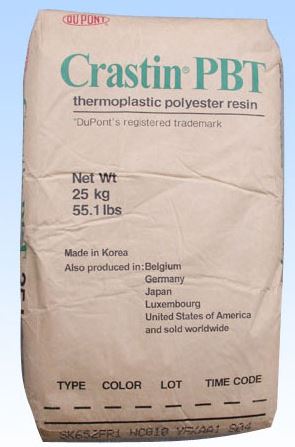 DUPONT
Crastin® PBT
thermoplastic polyester resin
*DuPont's registered trademark
Net Wt
25 kg
55.1 lbs
Made in Korea
Also produced in: Belgium
Germany
Japan
Luxembourg
United States of America
and sold worldwide
TYPE COLOR LOT TIME CODE
SK652FR1 904